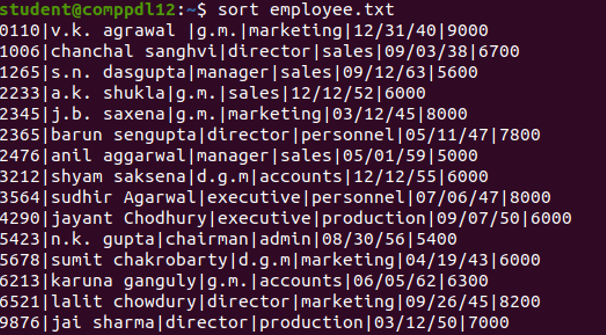 student@comppdl12:~$ sort employee.txt
0110|v.k. agrawal |g.m.|marketing|12/31/40|9000
1006|chanchal sanghvi|director|sales|09/03/38|6700
1265|s.n. dasgupta|manager|sales|09/12/63|5600
2233|a.k. shukla|g.m.|sales|12/12/52|6000
2345|j.b. saxena|g.m.|marketing|03/12/45|8000
2365|barun sengupta|director|personnel|05/11/47|7800
2476|anil aggarwal|manager|sales|05/01/59|5000
3212|shyam saksena|d.g.m|accounts|12/12/55|6000
3564|sudhir Agarwal|executive|personnel|07/06/47|8000
4290|jayant Chodhury|executive|production|09/07/50|6000
5423|n.k. gupta|chairman|admin|08/30/56|5400
5678|sumit chakrobarty|d.g.m|marketing|04/19/43|6000
6213|karuna ganguly|g.m.|accounts|06/05/62|6300
6521|lalit chowdury|director|marketing|09/26/45|8200
9876|jai sharma|director|production|03/12/50|7000